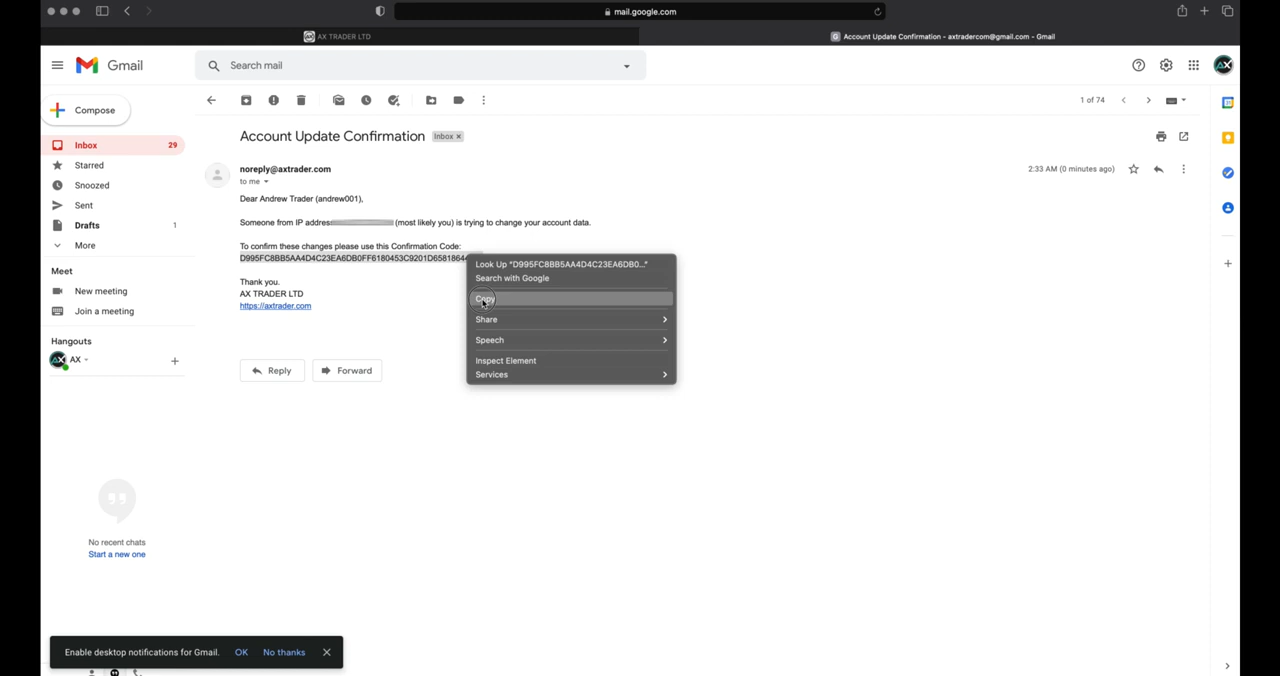 mail.google.com
AX TRADER LTD
Account Update Confirmation - axtradercom@gmail.com - Gmail
Gmail
Search mail
AX
Compose
1 of 74
Account Update Confirmation
Inbox ×
Inbox 29
Starred
Snoozed
Sent
Drafts 1
More
noreply@axtrader.com
to me
2:33 AM (0 minutes ago)
Dear Andrew Trader (andrew001),
Someone from IP addres (most likely you) is trying to change your account data.
To confirm these changes please use this Confirmation Code:
D995FC8BB5AA4D4C23EA6DB0FF6180453C9201D6581864
Thank you.
AX TRADER LTD
https://axtrader.com
Look Up "D995FC8BB5AA4D4C23EA6DB0..."
Search with Google
Copy
Share
Speech
Inspect Element
Services
Meet
New meeting
Join a meeting
Hangouts
AX
Reply
Forward
No recent chats
Start a new one
Enable desktop notifications for Gmail. OK No thanks